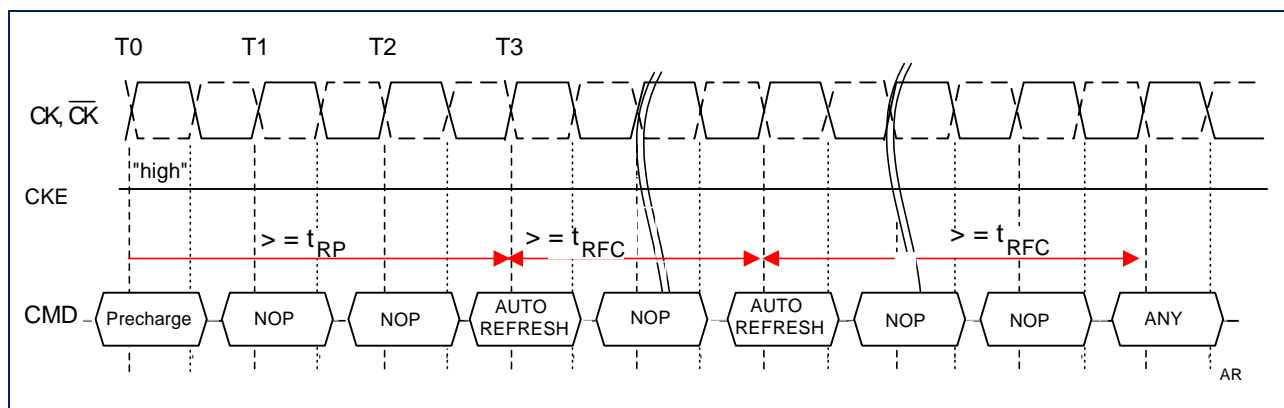 T0 T1 T2 T3
CK, C̅K̅
"high"
CKE
> = tRP > = tRFC > = tRFC
CMD Precharge NOP NOP AUTO REFRESH NOP AUTO REFRESH NOP NOP ANY
AR